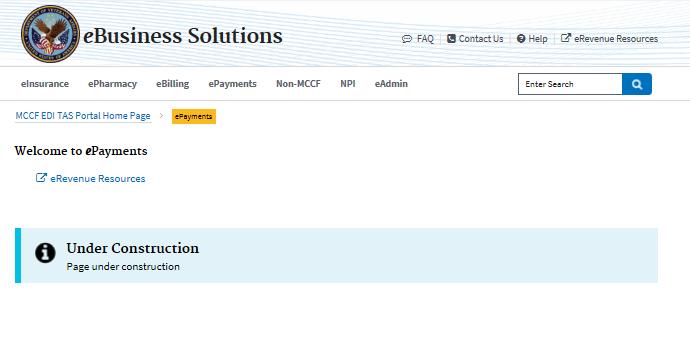 eBusiness Solutions
FAQ | Contact Us | Help | eRevenue Resources
eInsurance ePharmacy eBilling ePayments Non-MCCF NPI eAdmin Enter Search
MCCF EDI TAS Portal Home Page > ePayments
Welcome to ePayments
eRevenue Resources
Under Construction
Page under construction